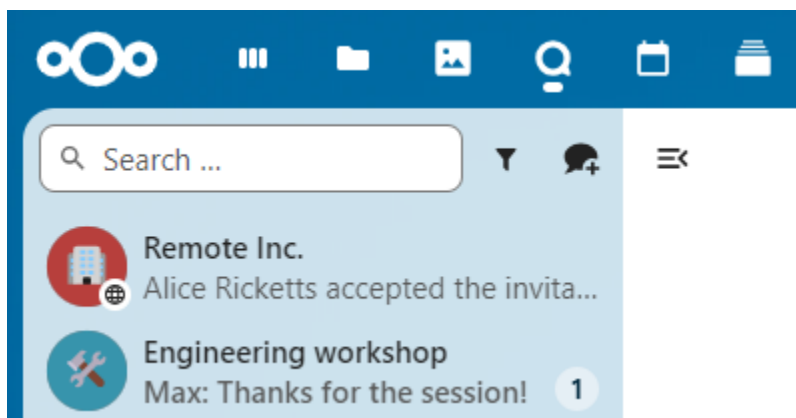 Search ...
Remote Inc.
Alice Ricketts accepted the invita...
Engineering workshop
Max: Thanks for the session!
1